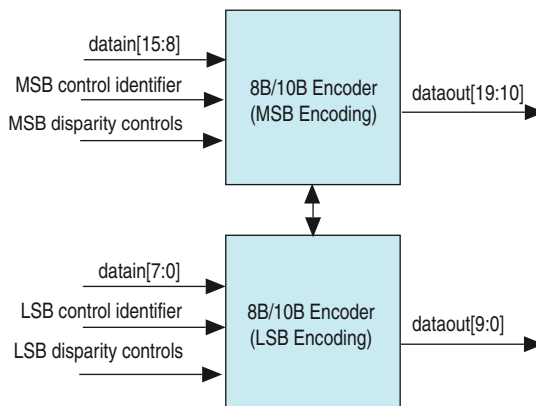 datain[15:8]
MSB control identifier
MSB disparity controls
8B/10B Encoder
(MSB Encoding)
dataout[19:10]
datain[7:0]
LSB control identifier
LSB disparity controls
8B/10B Encoder
(LSB Encoding)
dataout[9:0]